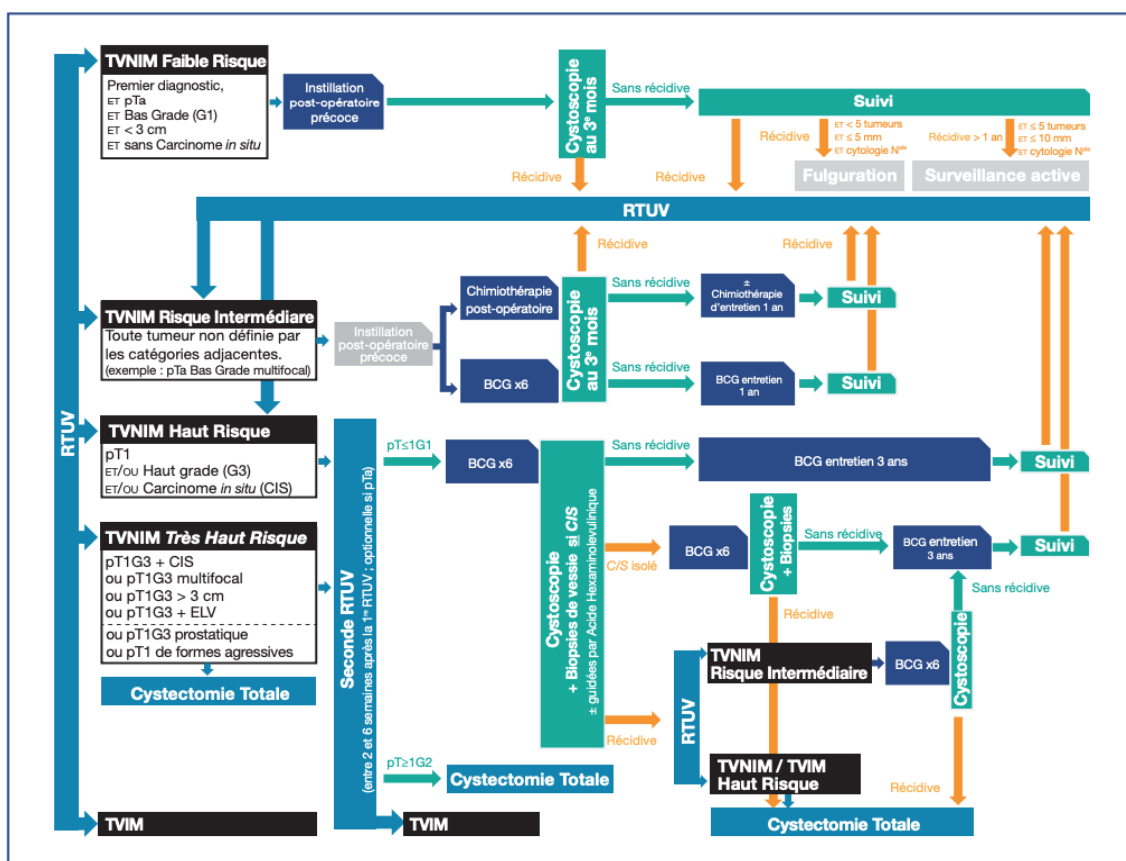 TVNIM Faible Risque
Premier diagnostic,
ET pTa
ET Bas Grade (G1)
ET < 3 cm
ET sans Carcinome in situ
Instillation
post-opératoire
précoce
Cystoscopie
au 3e mois
Sans récidive
Suivi
Récidive
ET < 5 tumeurs
ET ≤ 5 mm
ET cytologie Nale
Récidive > 1 an
ET ≤ 5 tumeurs
ET ≤ 10 mm
ET cytologie Nale
Fulguration
Surveillance active
Récidive
Récidive
RTUV
RTUV
Récidive
Récidive
TVNIM Risque Intermédiare
Toute tumeur non définie par
les catégories adjacentes.
(exemple : pTa Bas Grade multifocal)
Instillation
post-opératoire
précoce
Chimiothérapie
post-opératoire
BCG x6
Cystoscopie
au 3e mois
Sans récidive
±
Chimiothérapie
d'entretien 1 an
Suivi
Sans récidive
BCG entretien
1 an
Suivi
TVNIM Haut Risque
pT1
ET/OU Haut grade (G3)
ET/OU Carcinome in situ (CIS)
Seconde RTUV
(entre 2 et 6 semaines après la 1re RTUV ; optionnelle si pTa)
pT≤1G1
BCG x6
Cystoscopie
+ Biopsies de vessie si CIS
± guidées par Acide Hexaminolevulinique
Sans récidive
BCG entretien 3 ans
Suivi
TVNIM Très Haut Risque
pT1G3 + CIS
ou pT1G3 multifocal
ou pT1G3 > 3 cm
ou pT1G3 + ELV
ou pT1G3 prostatique
ou pT1 de formes agressives
Cystectomie Totale
CIS isolé
BCG x6
Cystoscopie
+ Biopsies
Sans récidive
BCG entretien
3 ans
Suivi
Sans récidive
Récidive
TVNIM
Risque Intermédiaire
BCG x6
Cystoscopie
Récidive
RTUV
TVNIM / TVIM
Haut Risque
Récidive
pT≥1G2
Cystectomie Totale
Cystectomie Totale
TVIM
TVIM